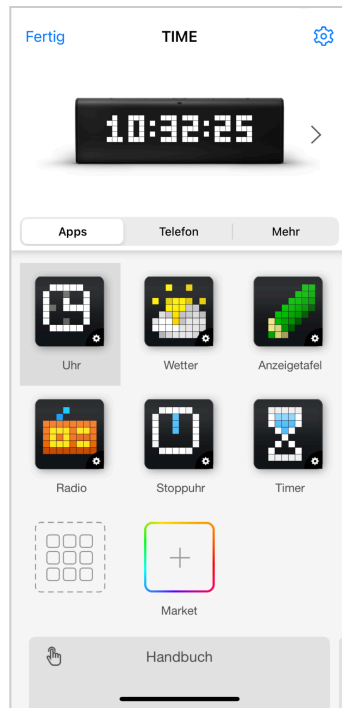 Fertig TIME
10:32:25
Apps Telefon Mehr
Uhr Wetter Anzeigetafel
Radio Stoppuhr Timer
Market
Handbuch